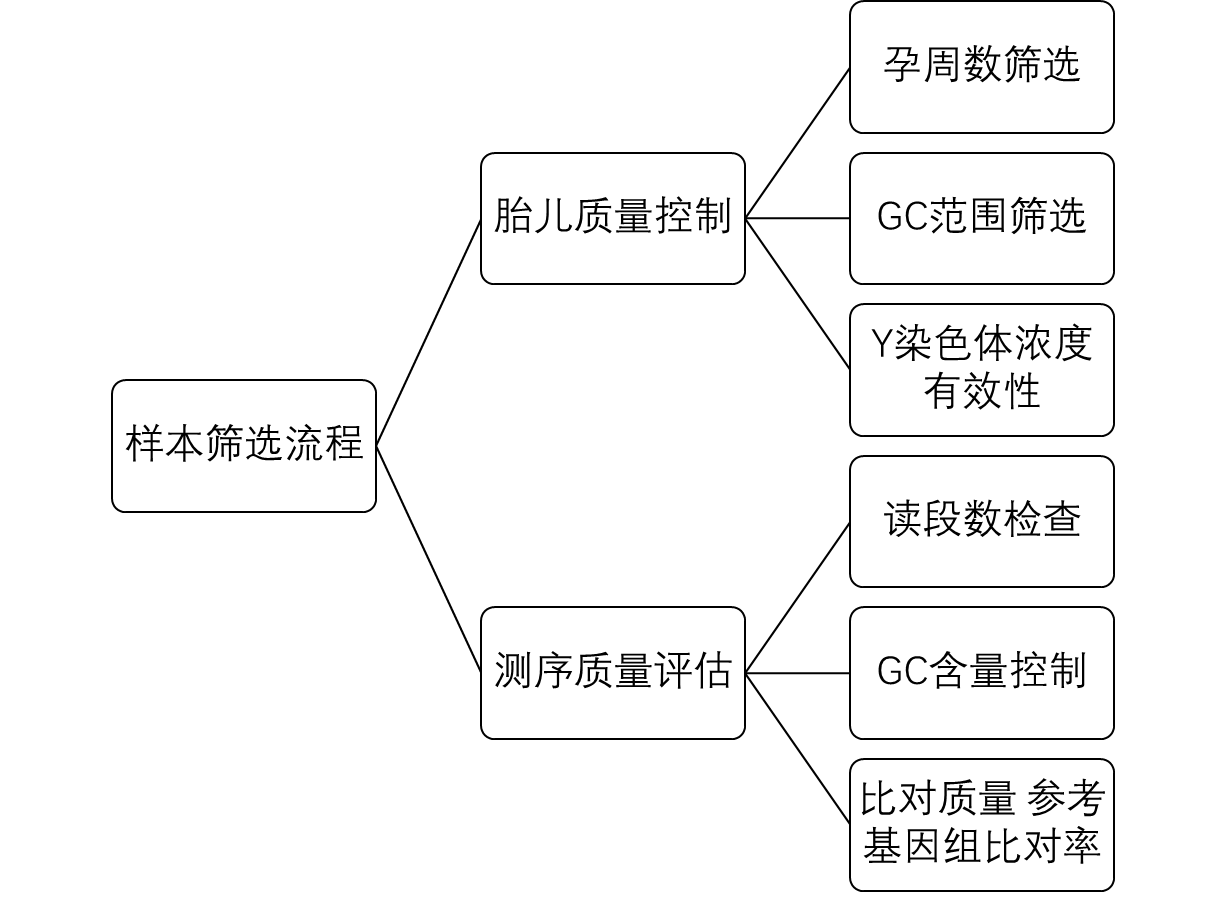 样本筛选流程
胎儿质量控制
孕周数筛选
GC范围筛选
Y染色体浓度
有效性
测序质量评估
读段数检查
GC含量控制
比对质量 参考
基因组比对率